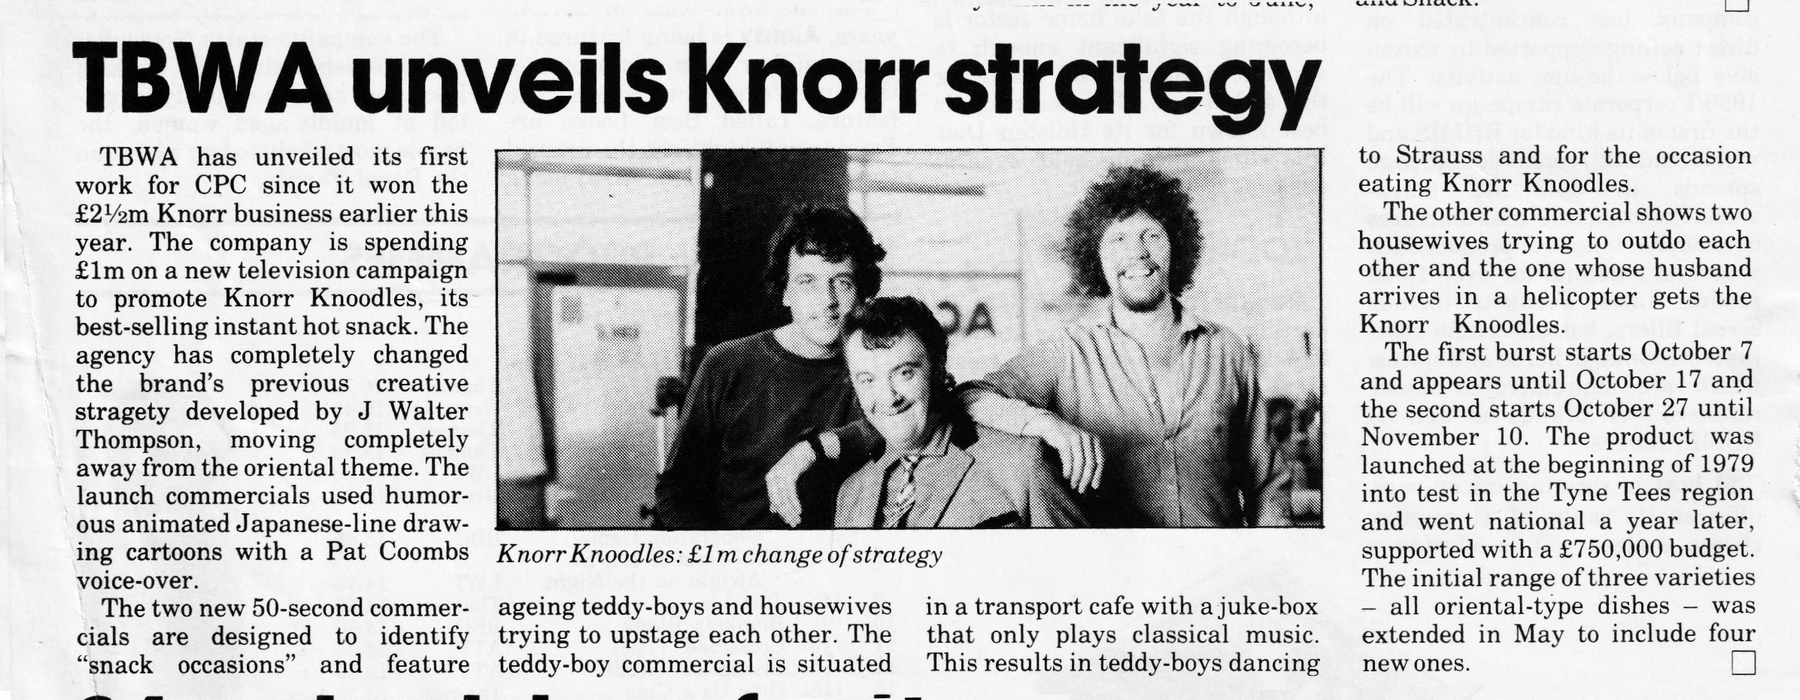 and Snack.
TBWA unveils Knorr strategy
TBWA has unveiled its first
work for CPC since it won the
£2½m Knorr business earlier this
year. The company is spending
£1m on a new television campaign
to promote Knorr Knoodles, its
best-selling instant hot snack. The
agency has completely changed
the brand's previous creative
stragety developed by J Walter
Thompson, moving completely
away from the oriental theme. The
launch commercials used humor-
ous animated Japanese-line draw-
ing cartoons with a Pat Coombs
voice-over.
The two new 50-second commer-
cials are designed to identify
“snack occasions” and feature
AC
Knorr Knoodles: £1m change of strategy
ageing teddy-boys and housewives
trying to upstage each other. The
teddy-boy commercial is situated
in a transport cafe with a juke-box
that only plays classical music.
This results in teddy-boys dancing
to Strauss and for the occasion
eating Knorr Knoodles.
The other commercial shows two
housewives trying to outdo each
other and the one whose husband
arrives in a helicopter gets the
Knorr Knoodles.
The first burst starts October 7
and appears until October 17 and
the second starts October 27 until
November 10. The product was
launched at the beginning of 1979
into test in the Tyne Tees region
and went national a year later,
supported with a £750,000 budget.
The initial range of three varieties
– all oriental-type dishes – was
extended in May to include four
new ones.